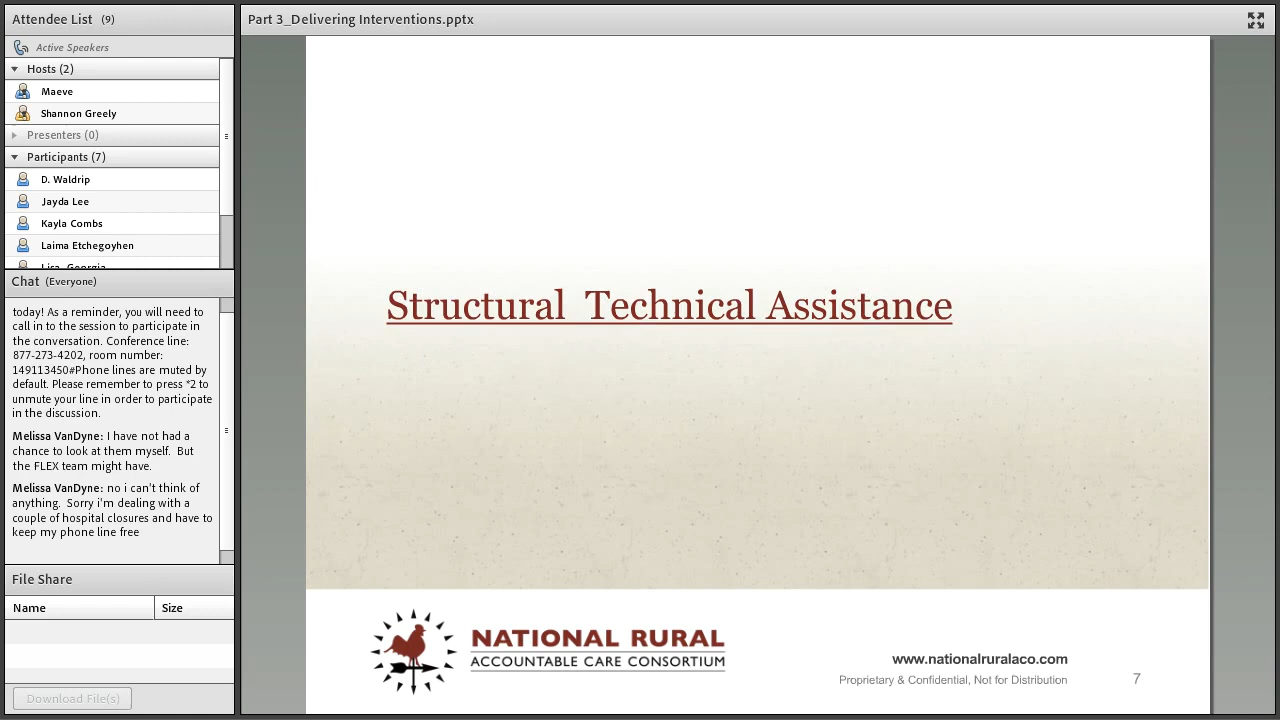 Attendee List (9)
Active Speakers
Hosts (2)
Maeve
Shannon Greely
Presenters (0)
Participants (7)
D. Waldrip
Jayda Lee
Kayla Combs
Laima Etchegoyhen
Lisa, Georgia
Chat (Everyone)
today! As a reminder, you will need to
call in to the session to participate in
the conversation. Conference line:
877-273-4202, room number:
149113450#Phone lines are muted by
default. Please remember to press *2 to
unmute your line in order to participate
in the discussion.
Melissa VanDyne: I have not had a
chance to look at them myself. But
the FLEX team might have.
Melissa VanDyne: no i can't think of
anything. Sorry i'm dealing with a
couple of hospital closures and have to
keep my phone line free
File Share
Name Size
Download File(s)
Part 3_Delivering Interventions.pptx
Structural Technical Assistance
NATIONAL RURAL
ACCOUNTABLE CARE CONSORTIUM
www.nationalruralaco.com
Proprietary & Confidential, Not for Distribution
7